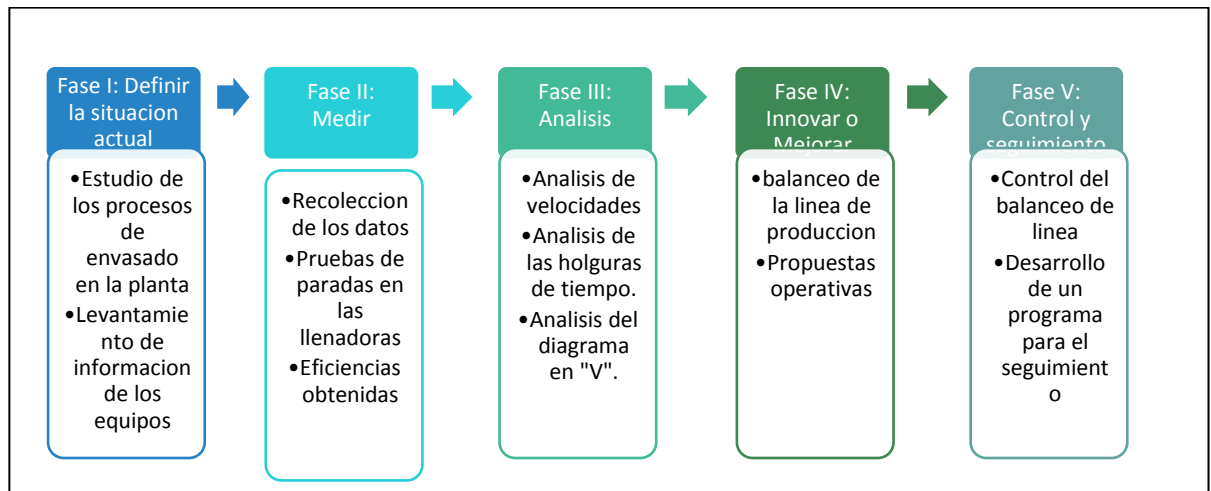 Fase I: Definir
la situacion
actual
•Estudio de
los procesos
de
envasado
en la planta
•Levantamie
nto de
informacion
de los
equipos
Fase II:
Medir
•Recoleccion
de los datos
•Pruebas de
paradas en
las
llenadoras
•Eficiencias
obtenidas
Fase III:
Analisis
•Analisis de
velocidades
•Analisis de
las holguras
de tiempo.
•Analisis del
diagrama
en "V".
Fase IV:
Innovar o
Mejorar
•balanceo de
la linea de
produccion
•Propuestas
operativas
Fase V:
Control y
seguimiento
•Control del
balanceo de
linea
•Desarrollo
de un
programa
para el
seguimient
o